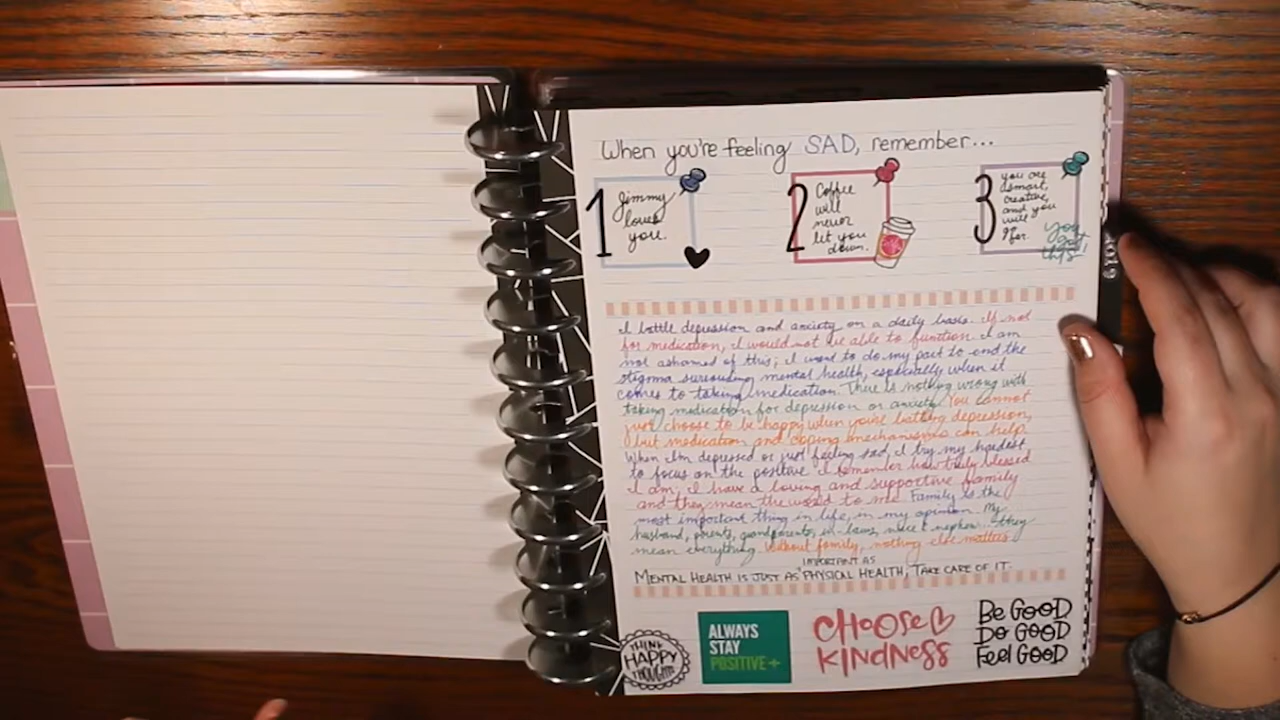 When you're feeling SAD, remember...
1
Jimmy
loves
you.
2
Coffee
will
never
let you
down.
3
you are
smart,
creative,
and you
will
go far.
you
got
this!
I battle depression and anxiety on a daily basis. If not
for medication, I would not be able to function. I am
not ashamed of this; I want to do my part to end the
stigma surrounding mental health, especially when it
comes to taking medication. There is nothing wrong with
taking medication for depression or anxiety. You cannot
just choose to be happy when you're battling depression,
but medication and coping mechanisms can help.
When I'm depressed or just feeling sad, I try my hardest
to focus on the positive. I remember how truly blessed
I am; I have a loving and supportive family
and they mean the world to me. Family is the
most important thing in life, in my opinion. My
husband, parents, grandparents, in-laws, niece & nephew... they
mean everything. Without family, nothing else matters.
IMPORTANT AS
MENTAL HEALTH IS JUST AS ^ PHYSICAL HEALTH, TAKE CARE OF IT.
THINK
HAPPY
THOUGHTS
ALWAYS
STAY
POSITIVE+
CHOOSE
KINDNESS
Be GOOD
DO GOOD
Feel GOOD